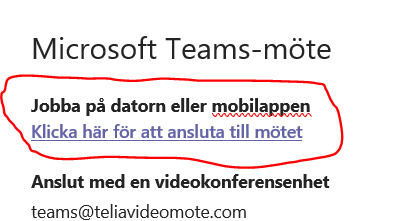 Microsoft Teams-möte
Jobba på datorn eller mobilappen
Klicka här för att ansluta till mötet
Anslut med en videokonferensenhet
teams@teliavideomote.com